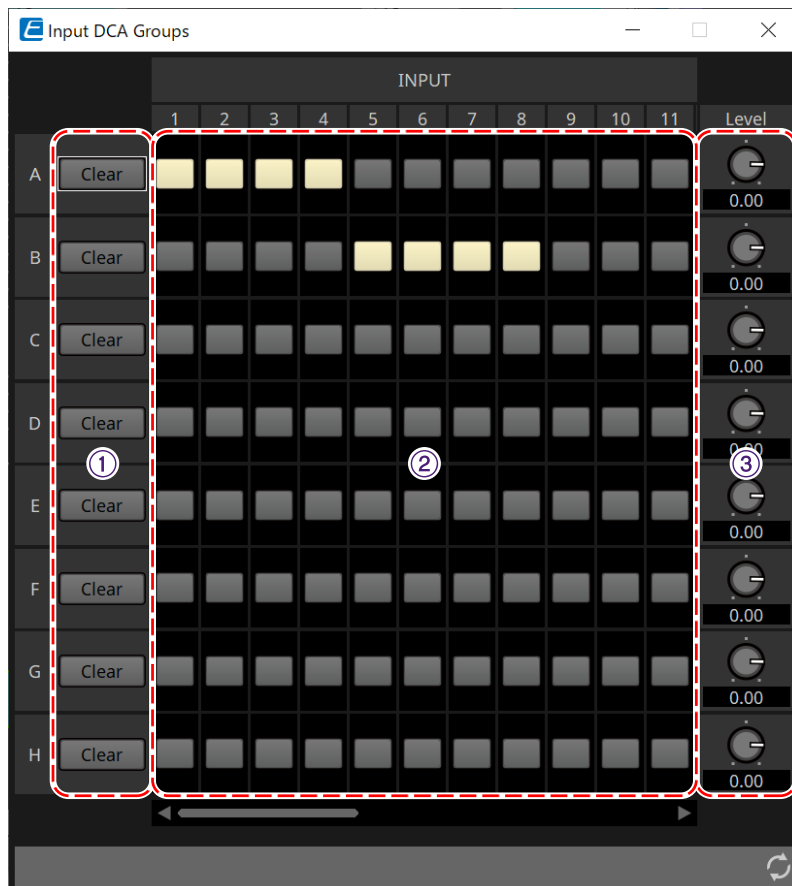 Input DCA Groups
INPUT
1 2 3 4 5 6 7 8 9 10 11 Level
A Clear 0.00
B Clear 0.00
C Clear 0.00
D Clear 0.00
① ② ③
E Clear 0.00
F Clear 0.00
G Clear 0.00
H Clear 0.00